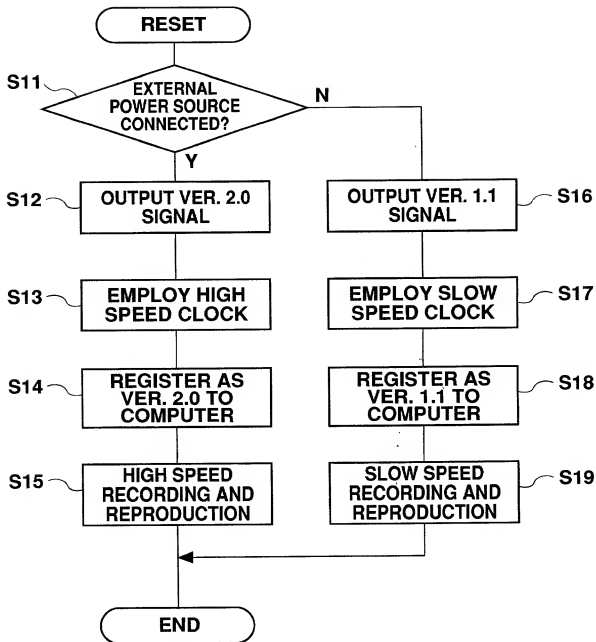 RESET
S11
EXTERNAL
POWER SOURCE
CONNECTED?
N
Y
S12
OUTPUT VER. 2.0
SIGNAL
OUTPUT VER. 1.1
SIGNAL
S16
S13
EMPLOY HIGH
SPEED CLOCK
EMPLOY SLOW
SPEED CLOCK
S17
S14
REGISTER AS
VER. 2.0 TO
COMPUTER
REGISTER AS
VER. 1.1 TO
COMPUTER
S18
S15
HIGH SPEED
RECORDING AND
REPRODUCTION
SLOW SPEED
RECORDING AND
REPRODUCTION
S19
END